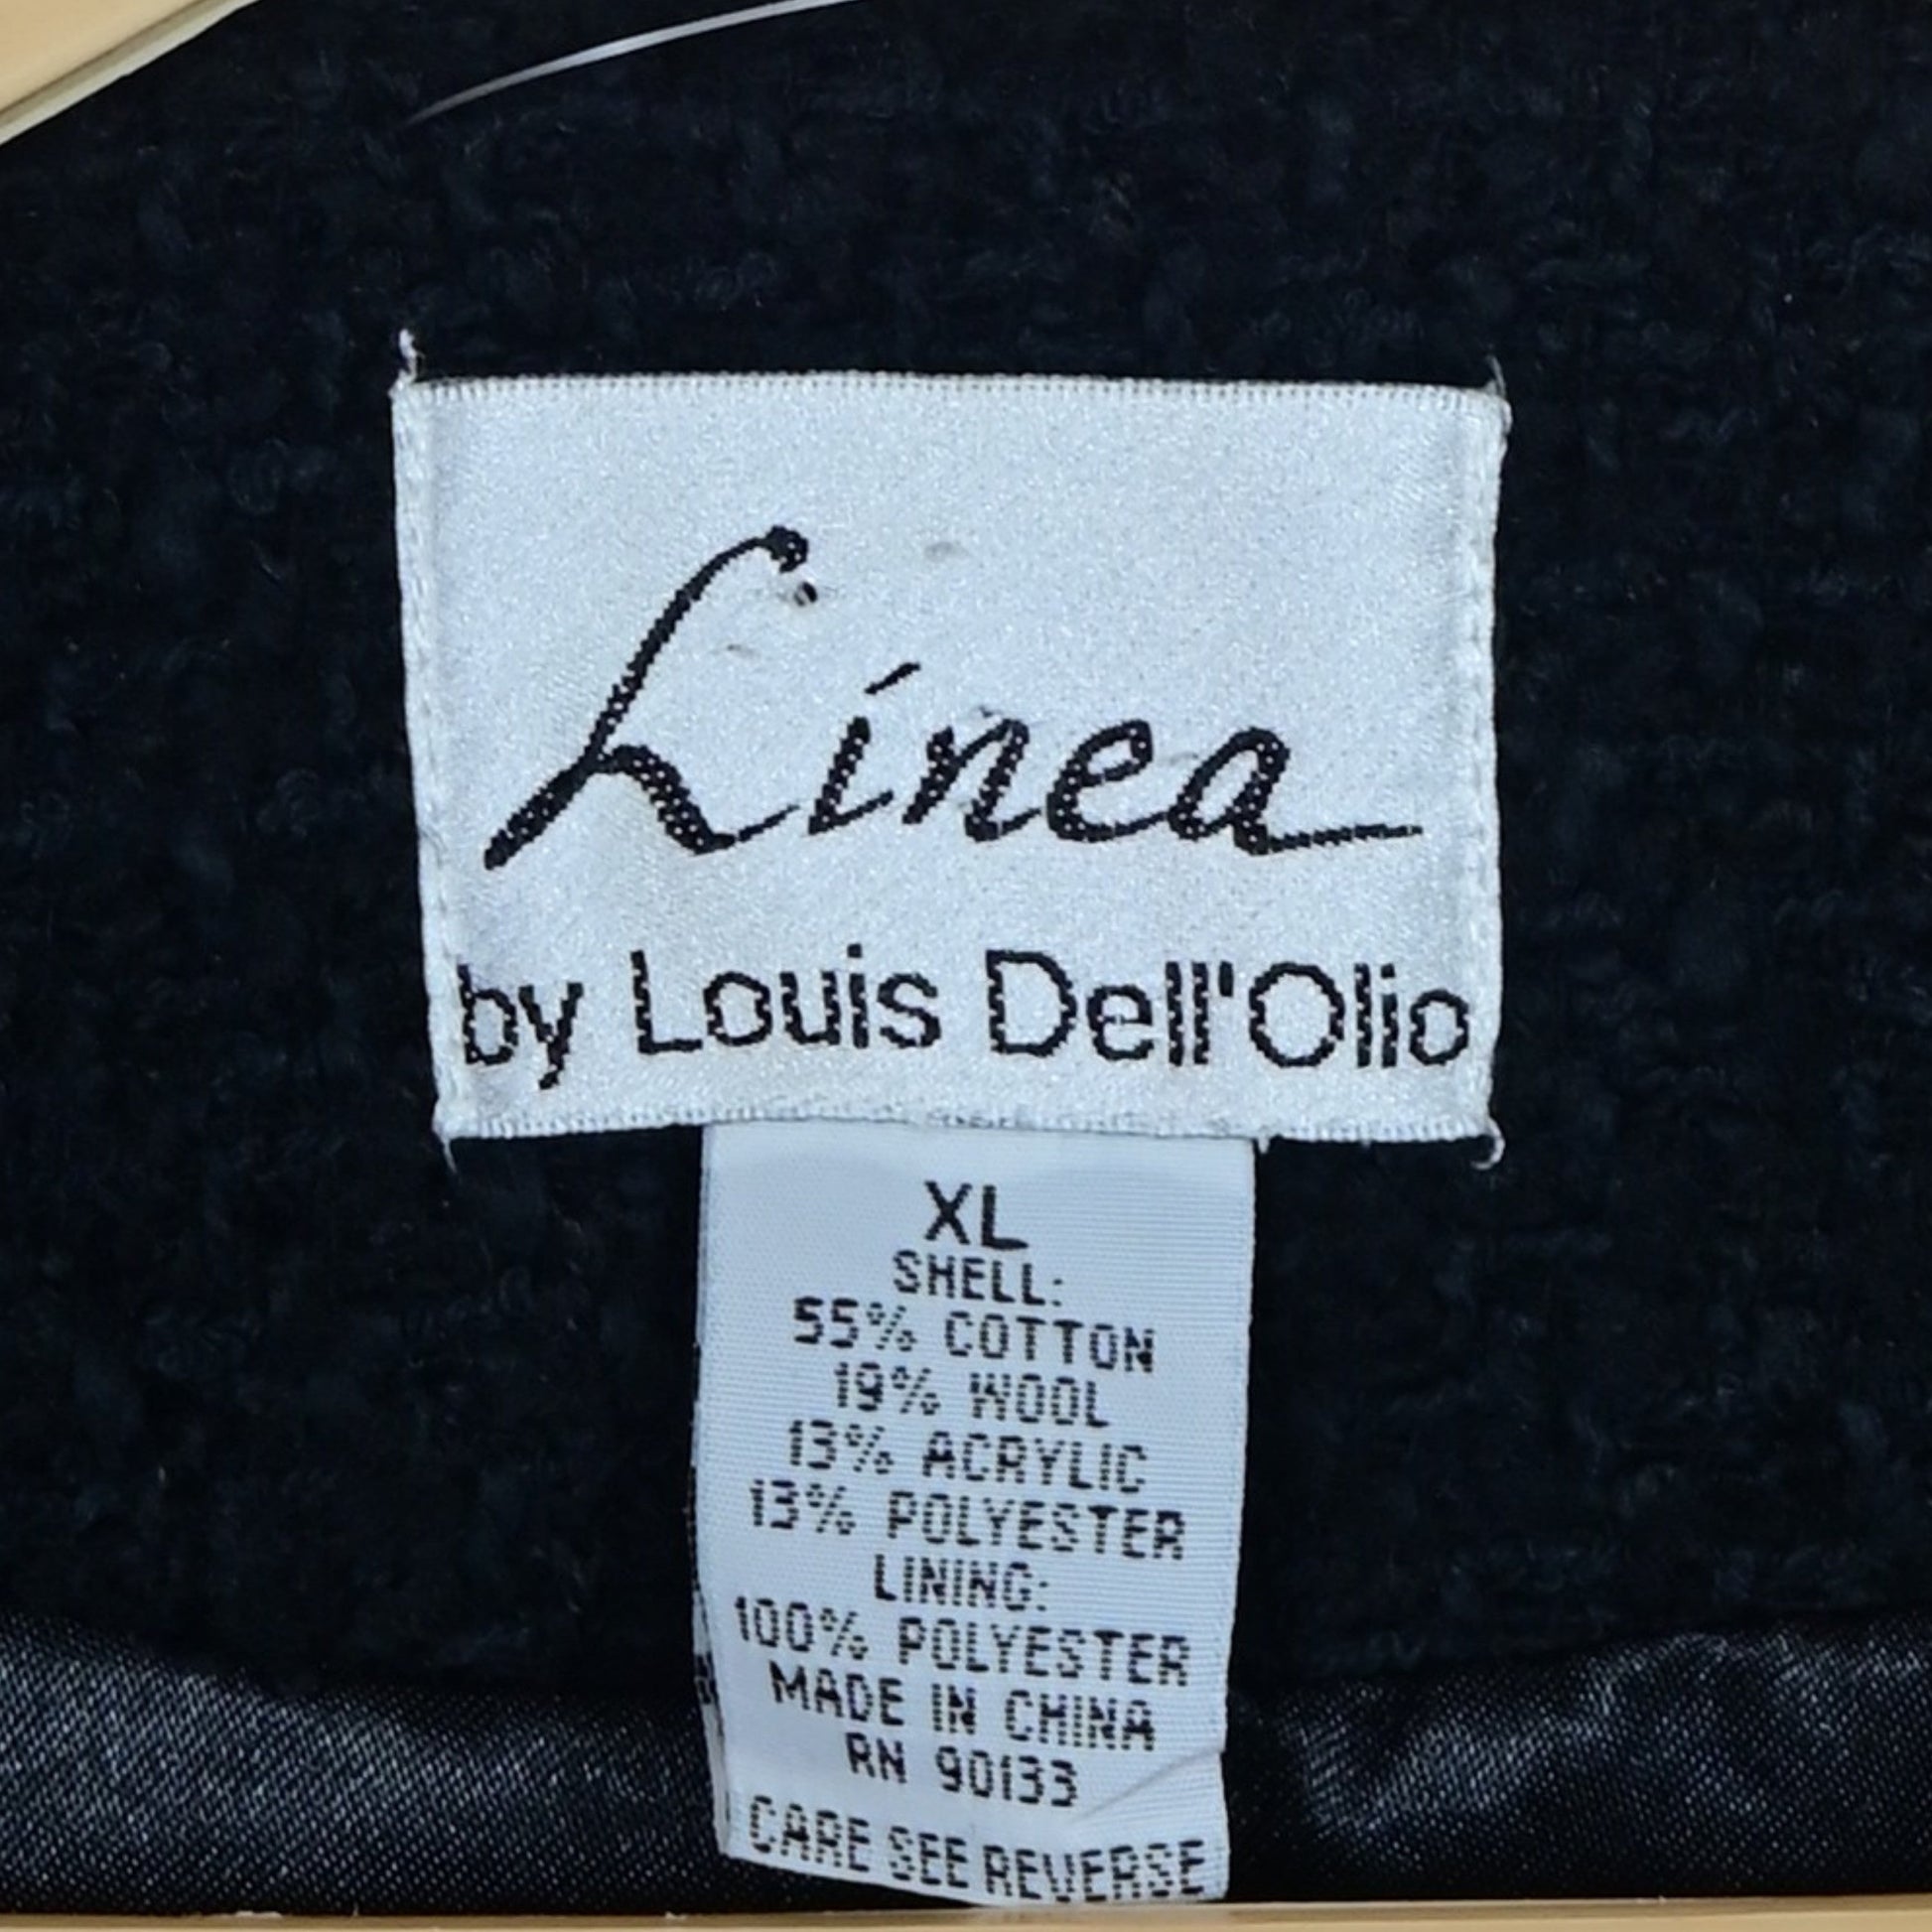 Linea
by Louis Dell'Olio
XL
SHELL:
55% COTTON
19% WOOL
13% ACRYLIC
13% POLYESTER
LINING:
100% POLYESTER
MADE IN CHINA
RN 90133
CARE SEE REVERSE